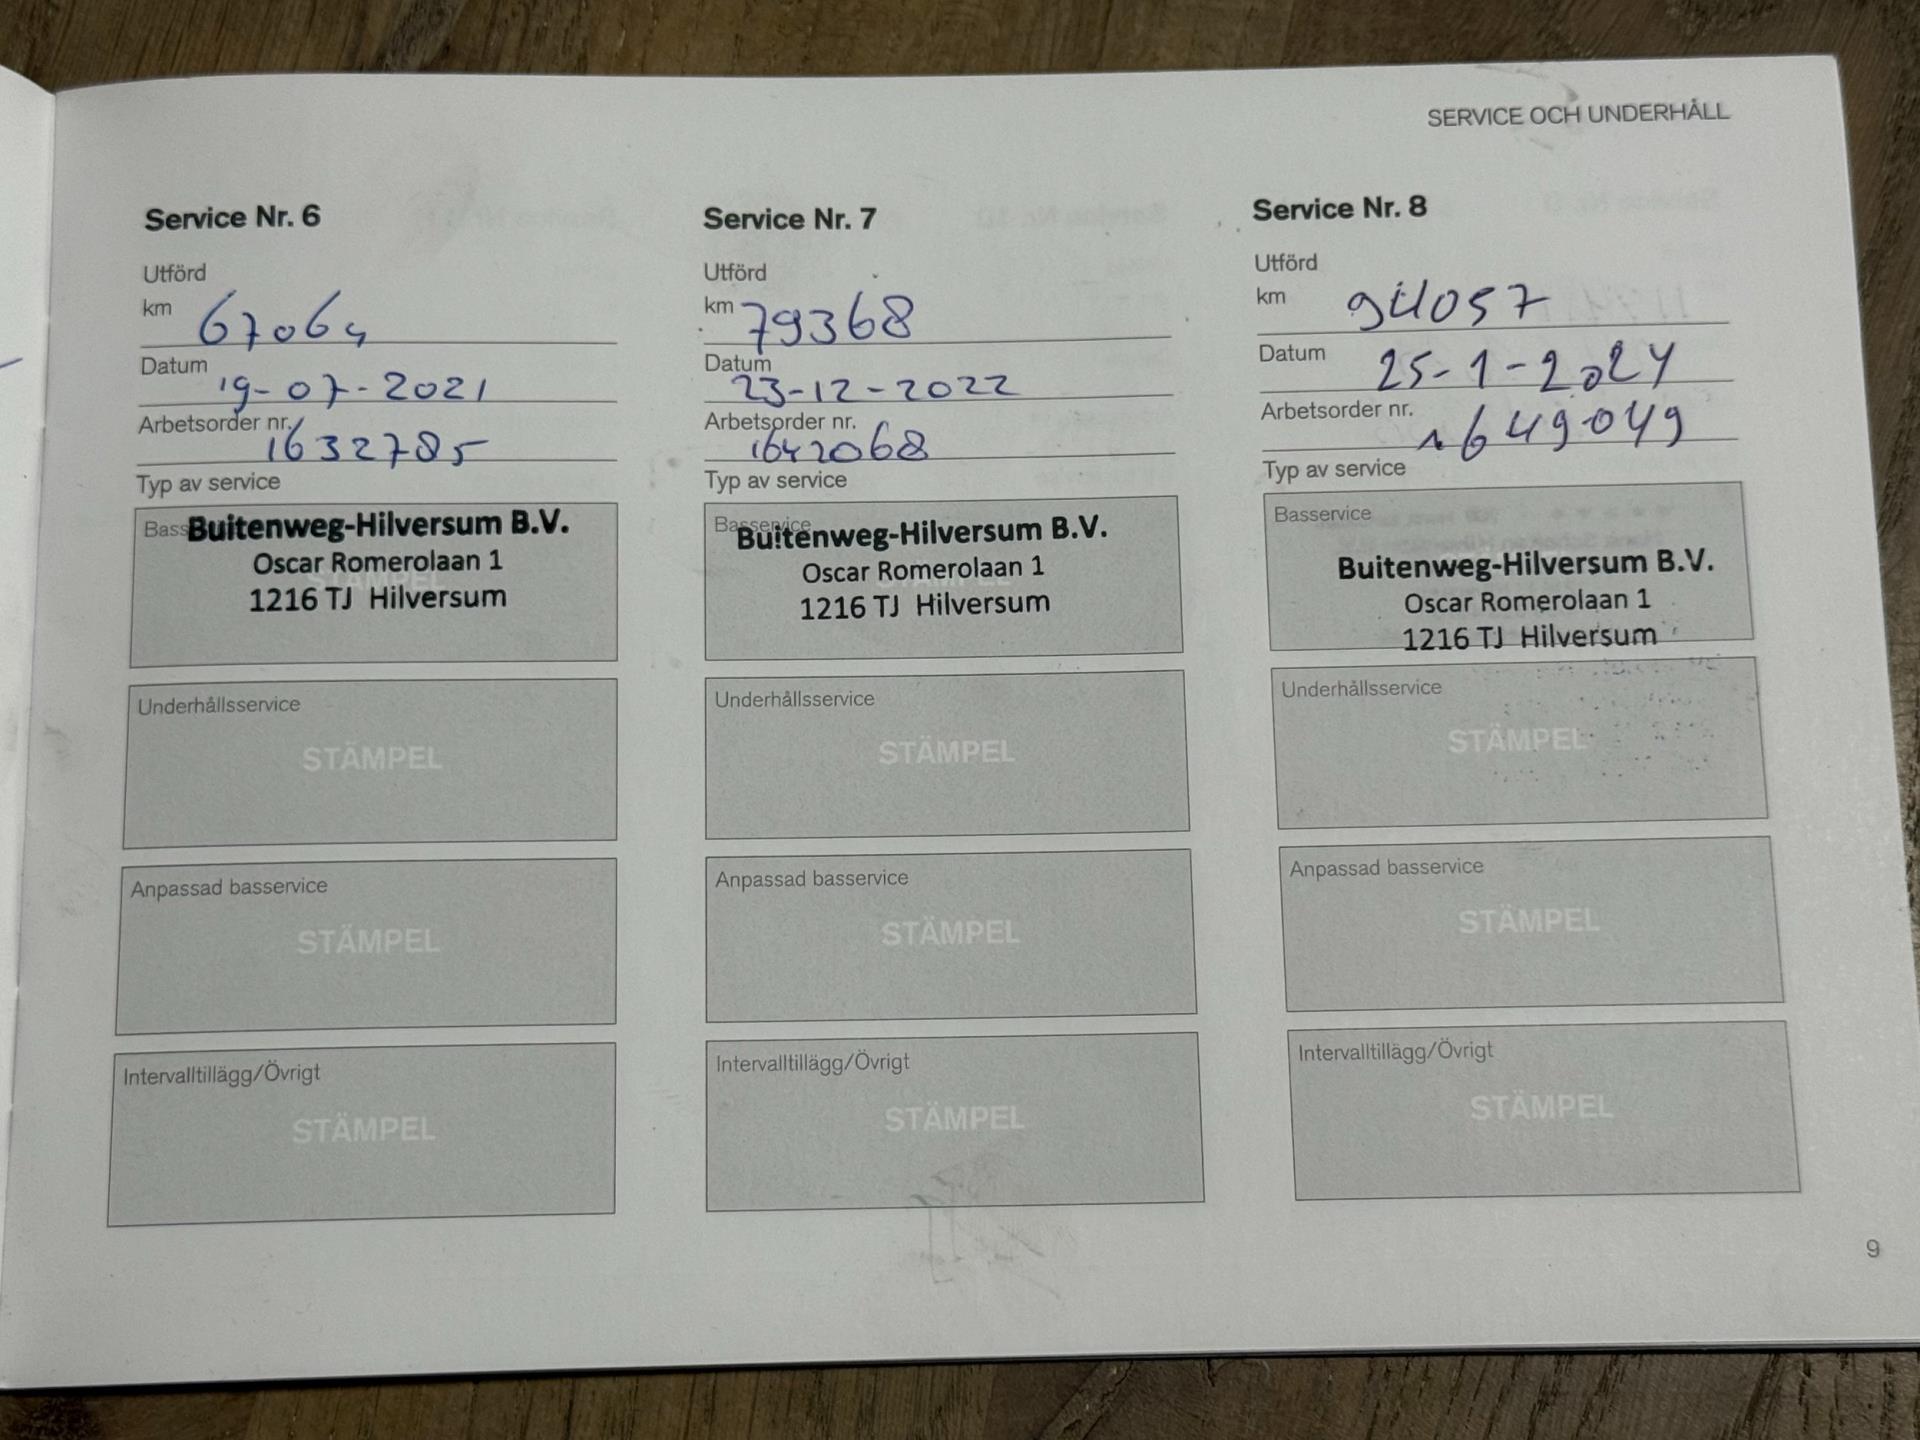 SERVICE OCH UNDERHÅLL
Service Nr. 6
Utförd
km 67064
Datum 19-07-2021
Arbetsorder nr. 1632785
Typ av service
Basservice
Buitenweg-Hilversum B.V.
Oscar Romerolaan 1
1216 TJ Hilversum
STÄMPEL
Underhållsservice
STÄMPEL
Anpassad basservice
STÄMPEL
Intervalltillägg/Övrigt
STÄMPEL
Service Nr. 7
Utförd
km 79368
Datum 23-12-2022
Arbetsorder nr. 1642068
Typ av service
Basservice
Buitenweg-Hilversum B.V.
Oscar Romerolaan 1
1216 TJ Hilversum
STÄMPEL
Underhållsservice
STÄMPEL
Anpassad basservice
STÄMPEL
Intervalltillägg/Övrigt
STÄMPEL
Service Nr. 8
Utförd
km 94057
Datum 25-1-2024
Arbetsorder nr. 1649049
Typ av service
Basservice
Buitenweg-Hilversum B.V.
Oscar Romerolaan 1
1216 TJ Hilversum
Underhållsservice
STÄMPEL
Anpassad basservice
STÄMPEL
Intervalltillägg/Övrigt
STÄMPEL
9